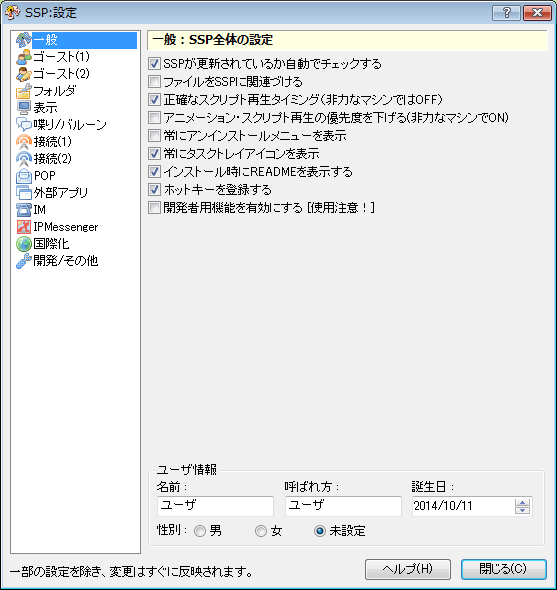 SSP:設定
一般
ゴースト(1)
ゴースト(2)
フォルダ
表示
喋り/バルーン
接続(1)
接続(2)
POP
外部アプリ
IM
IPMessenger
国際化
開発/その他
一般：SSP全体の設定
SSPが更新されているか自動でチェックする
ファイルをSSPに関連づける
正確なスクリプト再生タイミング(非力なマシンではOFF)
アニメーション・スクリプト再生の優先度を下げる(非力なマシンでON)
常にアンインストールメニューを表示
常にタスクトレイアイコンを表示
インストール時にREADMEを表示する
ホットキーを登録する
開発者用機能を有効にする [使用注意！]
ユーザ情報
名前： 呼ばれ方： 誕生日：
ユーザ ユーザ 2014/10/11
性別： 男 女 未設定
一部の設定を除き、変更はすぐに反映されます。 ヘルプ(H) 閉じる(C)